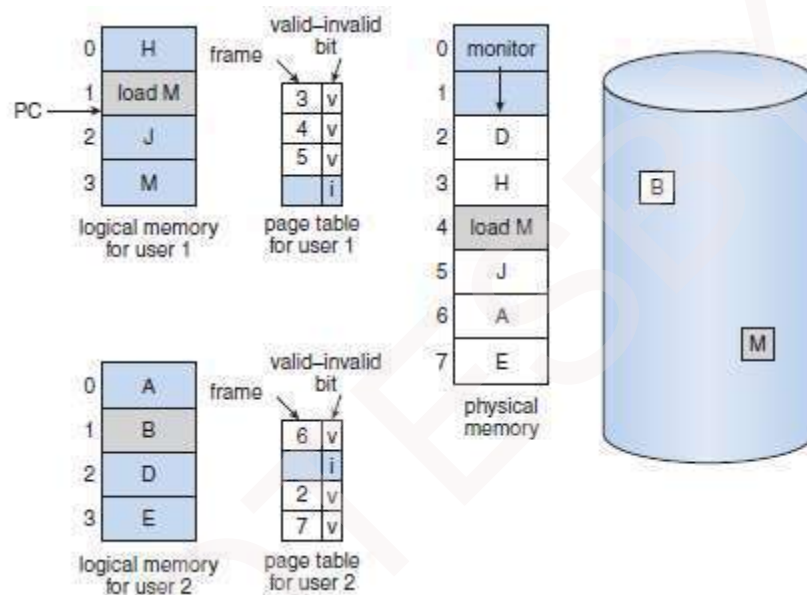 valid–invalid
bit
frame
0 H
1 load M
PC
2 J
3 M
3 v
4 v
5 v
i
logical memory
for user 1
page table
for user 1
0 monitor
1
2 D
3 H
4 load M
5 J
6 A
7 E
physical
memory
B
M
valid–invalid
bit
frame
0 A
1 B
2 D
3 E
6 v
i
2 v
7 v
logical memory
for user 2
page table
for user 2